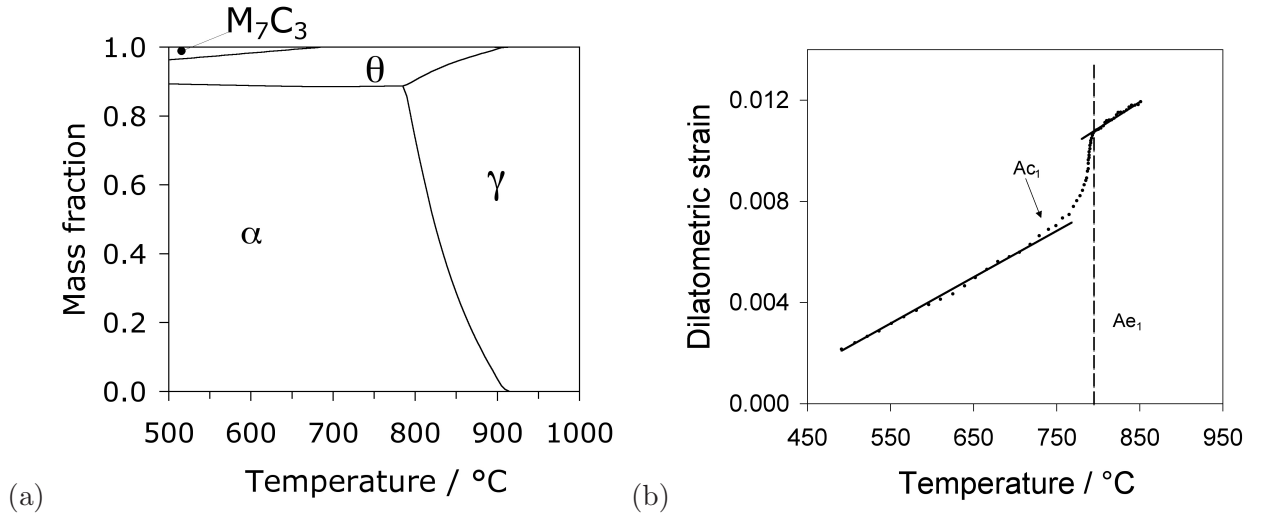 M₇C₃
1.0
0.8
0.6
0.4
0.2
0.0
Mass fraction
θ
γ
α
500 600 700 800 900 1000
Temperature / °C
(a)
0.012
0.008
0.004
0.000
Dilatometric strain
Ac₁
Ae₁
450 550 650 750 850 950
Temperature / °C
(b)